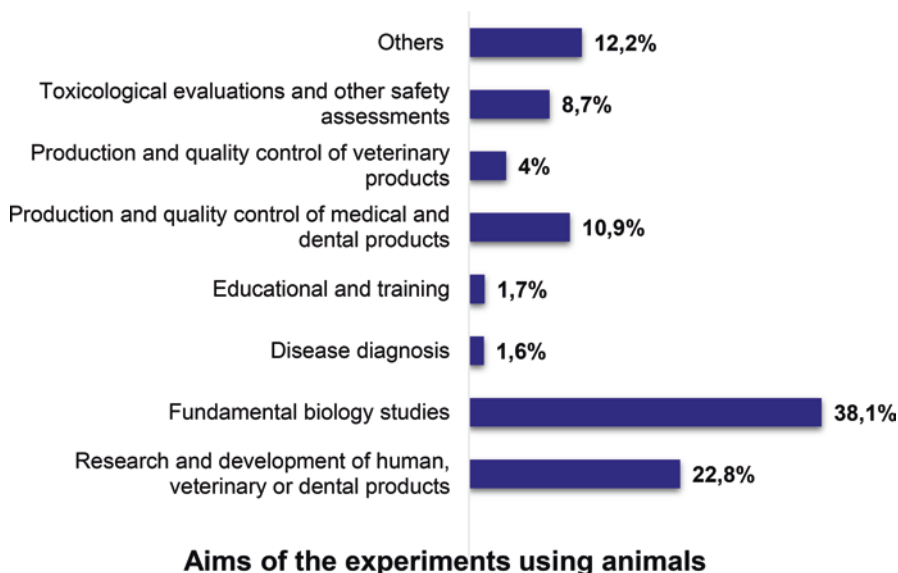 Others
12,2%
Toxicological evaluations and other safety
assessments
8,7%
Production and quality control of veterinary
products
4%
Production and quality control of medical and
dental products
10,9%
Educational and training
1,7%
Disease diagnosis
1,6%
Fundamental biology studies
38,1%
Research and development of human,
veterinary or dental products
22,8%
Aims of the experiments using animals